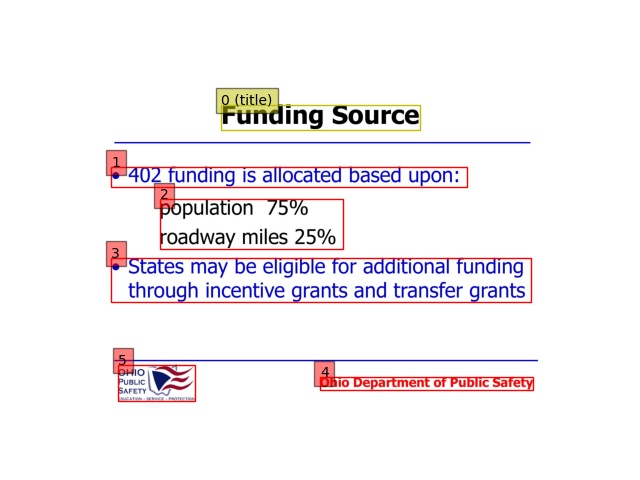 0 (title)
Funding Source
1
• 402 funding is allocated based upon:
2
population 75%
roadway miles 25%
3
• States may be eligible for additional funding
through incentive grants and transfer grants
5
OHIO
PUBLIC
SAFETY
EDUCATION • SERVICE • PROTECTION
4
Ohio Department of Public Safety